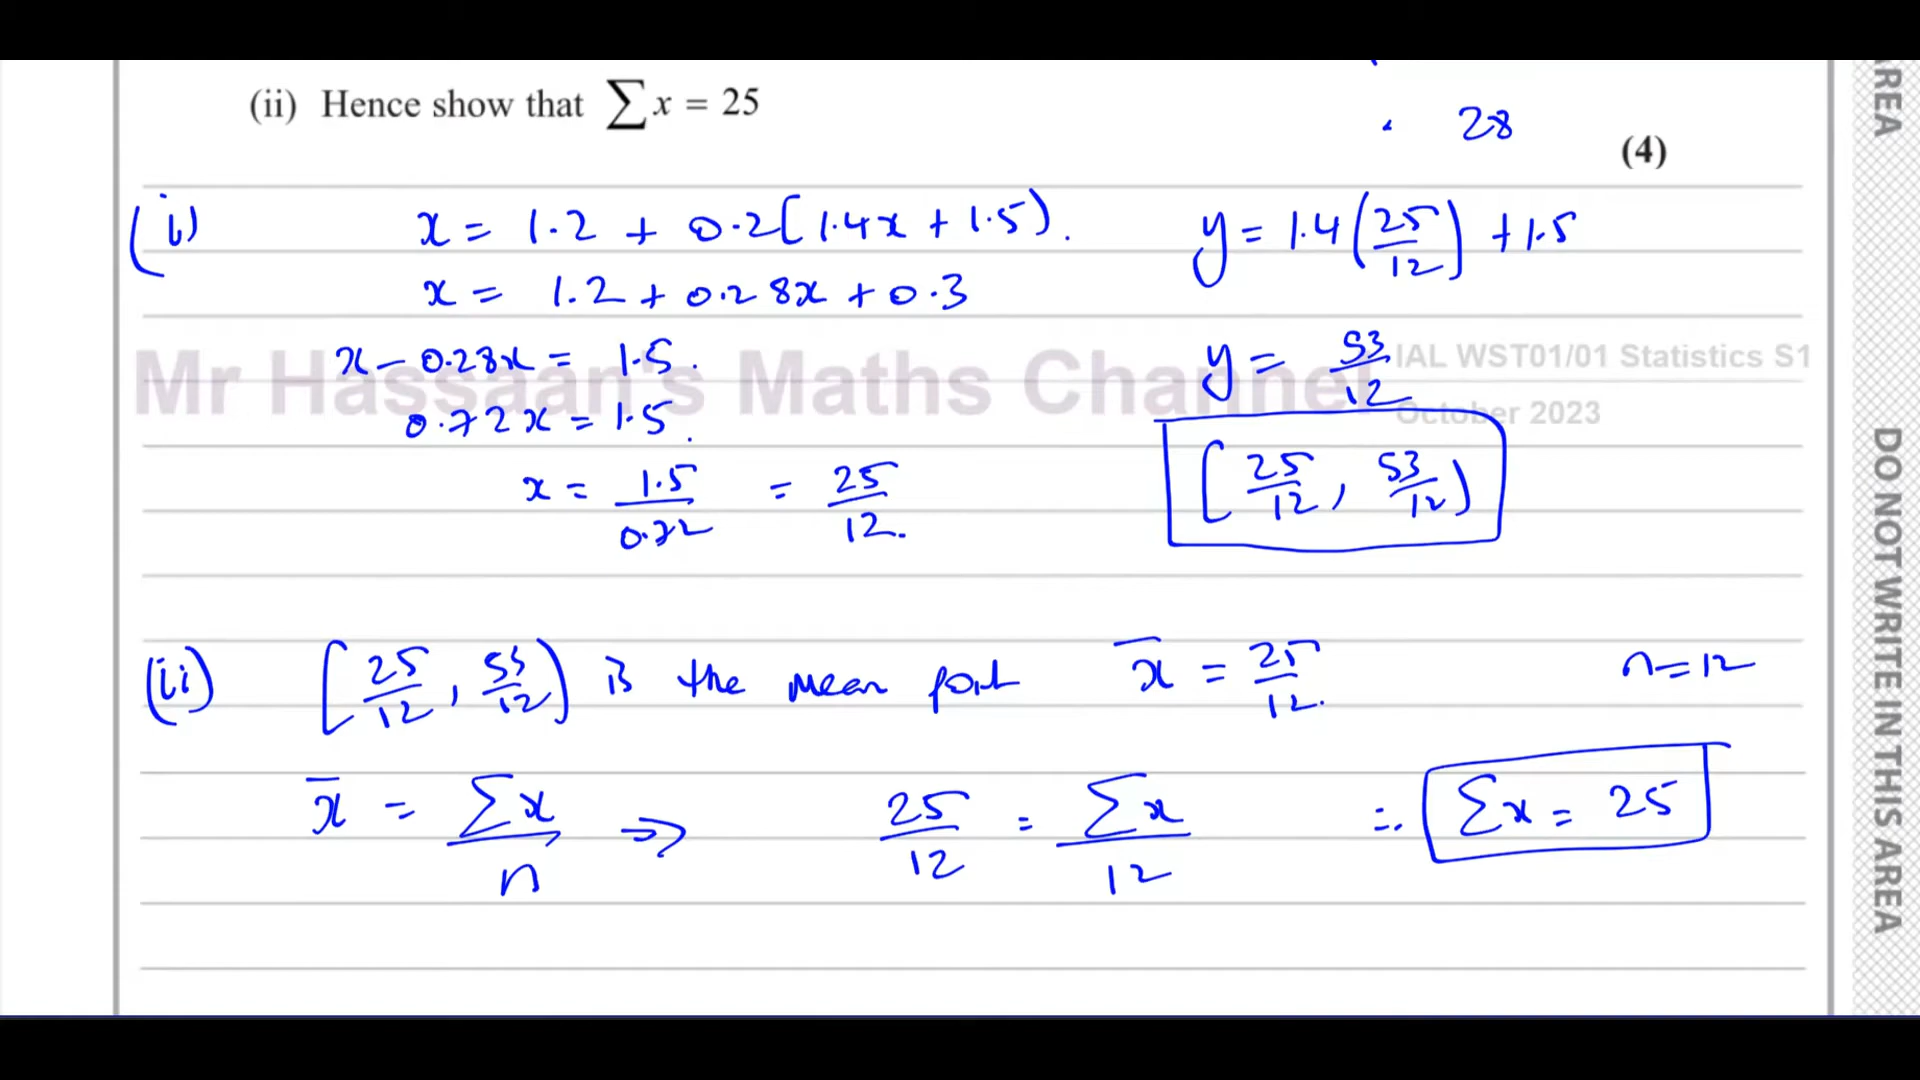 (ii) Hence show that ∑x = 25
. 28
(4)
(i) x = 1.2 + 0.2(1.4x + 1.5).
x = 1.2 + 0.28x + 0.3
x - 0.28x = 1.5.
0.72x = 1.5.
x = 1.5/0.72 = 25/12.
y = 1.4(25/12) + 1.5
y = 53/12
(25/12, 53/12)
Mr Hassaan's Maths Channel
IAL WST01/01 Statistics S1
October 2023
(ii) (25/12, 53/12) is the mean point x̄ = 25/12. n = 12
x̄ = ∑x/n ⇒ 25/12 = ∑x/12 ∴ ∑x = 25
AREA
DO NOT WRITE IN THIS AREA